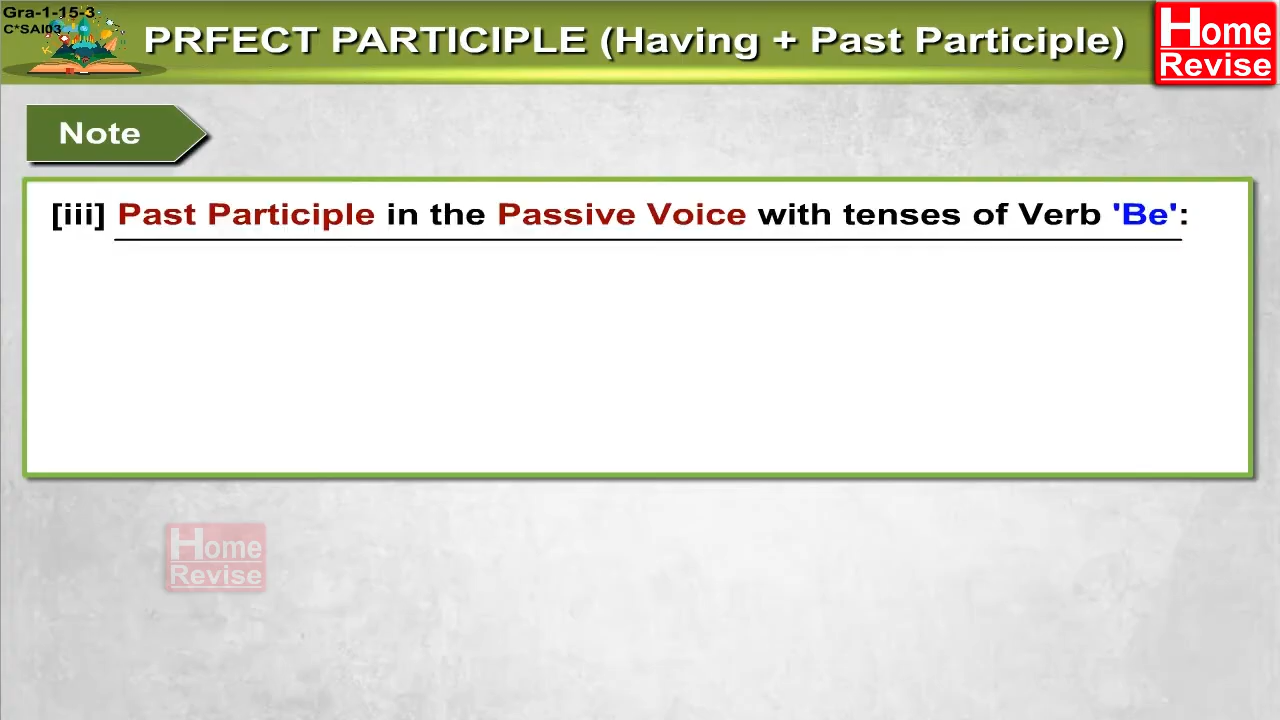 Gra-1-15-3
C*SAI03
PRFECT PARTICIPLE (Having + Past Participle)
Home
Revise
Note
[iii] Past Participle in the Passive Voice with tenses of Verb 'Be':
Home
Revise